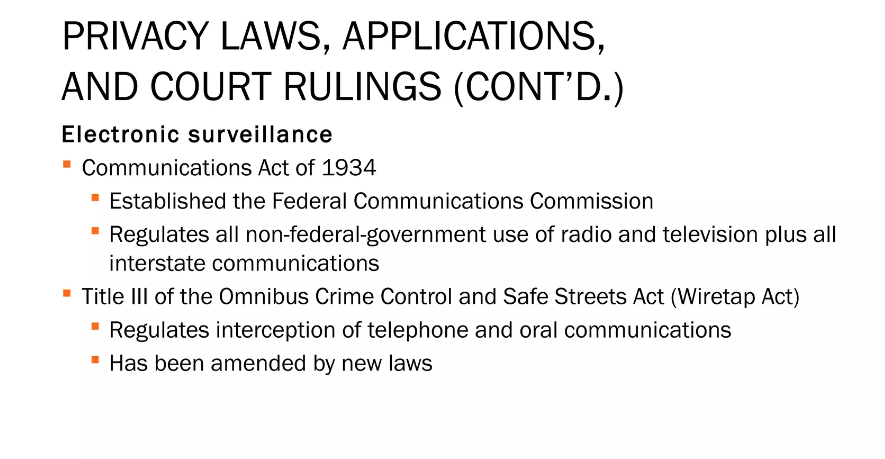 PRIVACY LAWS, APPLICATIONS,
AND COURT RULINGS (CONT’D.)
Electronic surveillance
Communications Act of 1934
Established the Federal Communications Commission
Regulates all non-federal-government use of radio and television plus all
interstate communications
Title III of the Omnibus Crime Control and Safe Streets Act (Wiretap Act)
Regulates interception of telephone and oral communications
Has been amended by new laws